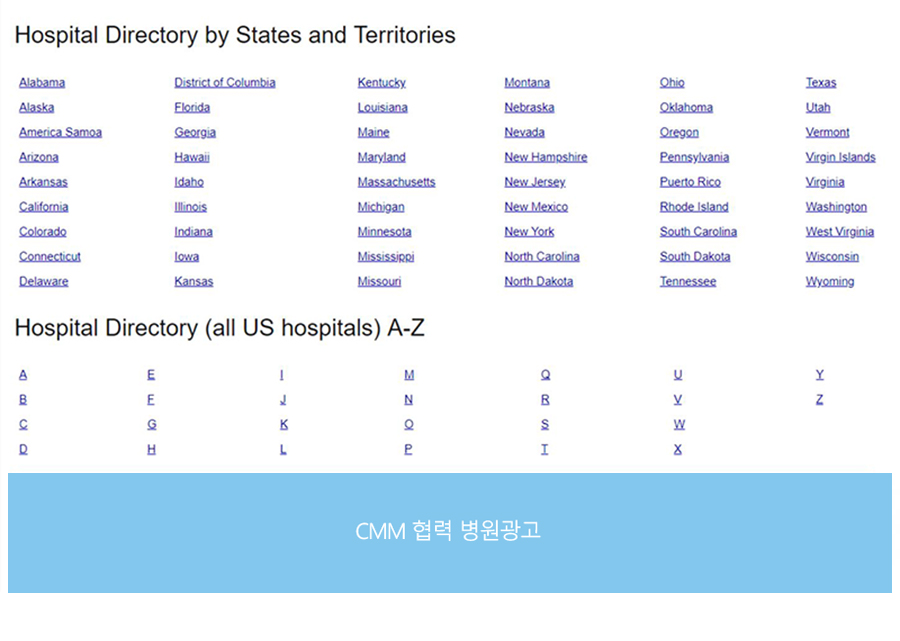 Hospital Directory by States and Territories
Alabama District of Columbia Kentucky Montana Ohio Texas
Alaska Florida Louisiana Nebraska Oklahoma Utah
America Samoa Georgia Maine Nevada Oregon Vermont
Arizona Hawaii Maryland New Hampshire Pennsylvania Virgin Islands
Arkansas Idaho Massachusetts New Jersey Puerto Rico Virginia
California Illinois Michigan New Mexico Rhode Island Washington
Colorado Indiana Minnesota New York South Carolina West Virginia
Connecticut Iowa Mississippi North Carolina South Dakota Wisconsin
Delaware Kansas Missouri North Dakota Tennessee Wyoming
Hospital Directory (all US hospitals) A-Z
A E I M Q U Y
B F J N R V Z
C G K O S W
D H L P T X
CMM 협력 병원광고